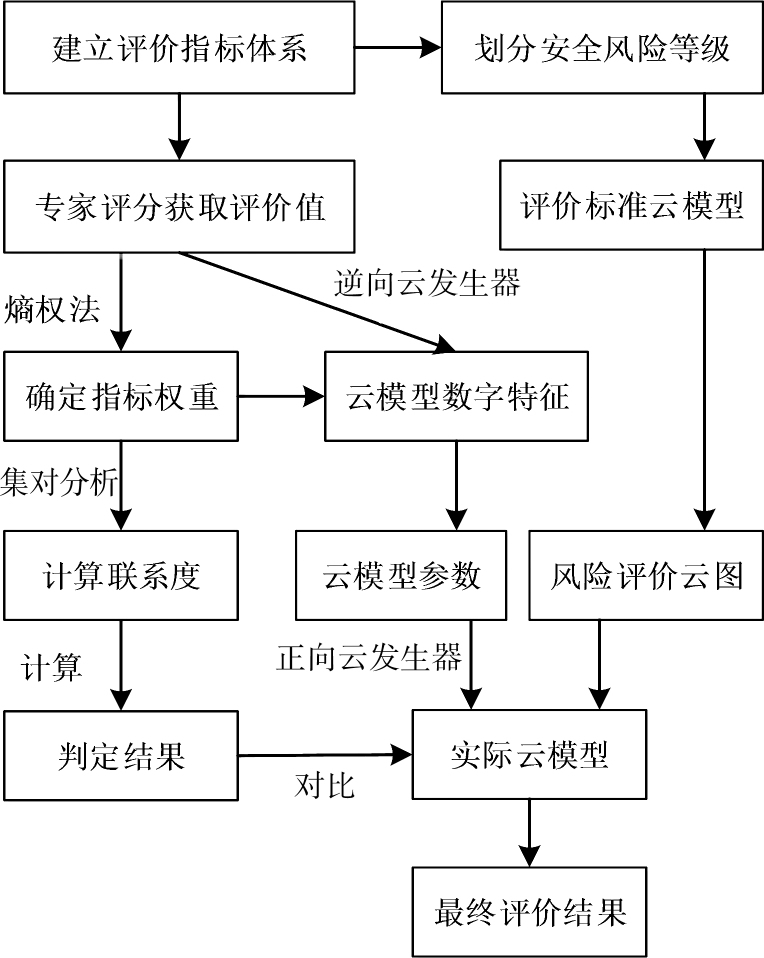 建立评价指标体系
划分安全风险等级
专家评分获取评价值
评价标准云模型
逆向云发生器
熵权法
确定指标权重
云模型数字特征
集对分析
计算联系度
云模型参数
风险评价云图
计算
正向云发生器
判定结果
实际云模型
对比
最终评价结果